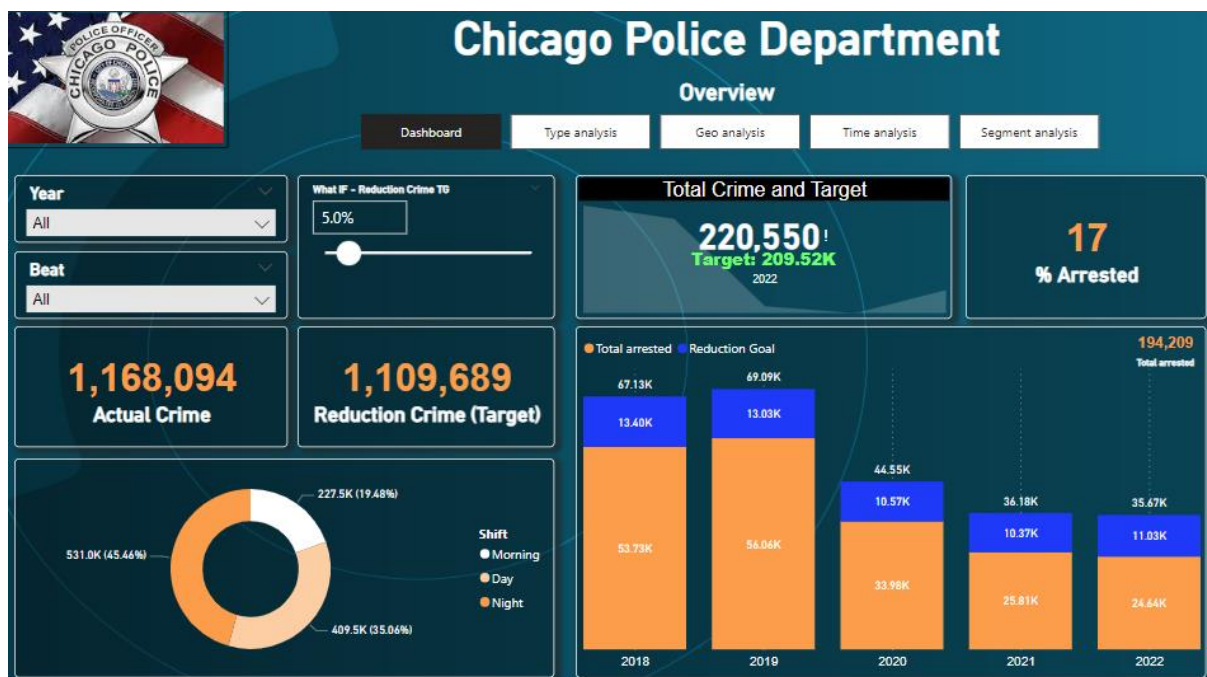 POLICE OFFICER
CHICAGO POLICE
Chicago Police Department
Overview
Dashboard
Type analysis
Geo analysis
Time analysis
Segment analysis
Year
All
Beat
All
What IF - Reduction Crime TG
5.0%
Total Crime and Target
220,550!
Target: 209.52K
2022
17
% Arrested
1,168,094
Actual Crime
1,109,689
Reduction Crime (Target)
227.5K (19.48%)
531.0K (45.46%)
409.5K (35.06%)
Shift
Morning
Day
Night
Total arrested Reduction Goal
194,209
Total arrested
67.13K
13.40K
53.73K
69.09K
13.03K
56.06K
44.55K
10.57K
33.98K
36.18K
10.37K
25.81K
35.67K
11.03K
24.64K
2018 2019 2020 2021 2022